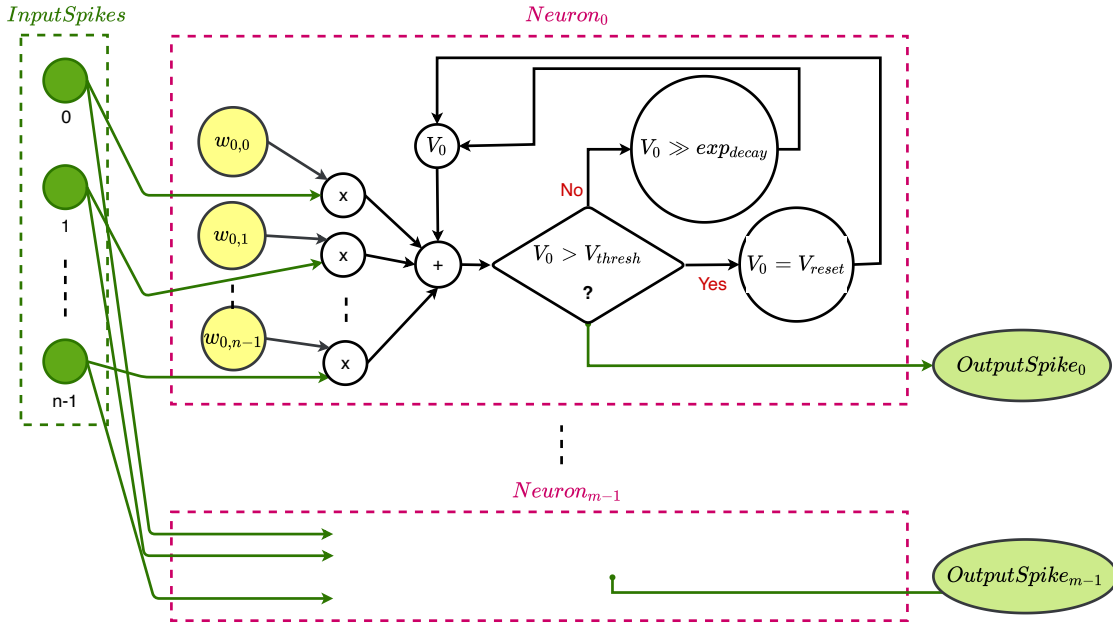 InputSpikes
0
1
n-1
Neuron₀
w₀,₀
x
w₀,₁
x
w₀,ₙ₋₁
x
V₀
+
V₀ > Vₜₕᵣₑₛₕ
?
No
V₀ ≫ exp_decay
Yes
V₀ = Vᵣₑₛₑₜ
OutputSpike₀
Neuronₘ₋₁
OutputSpikeₘ₋₁